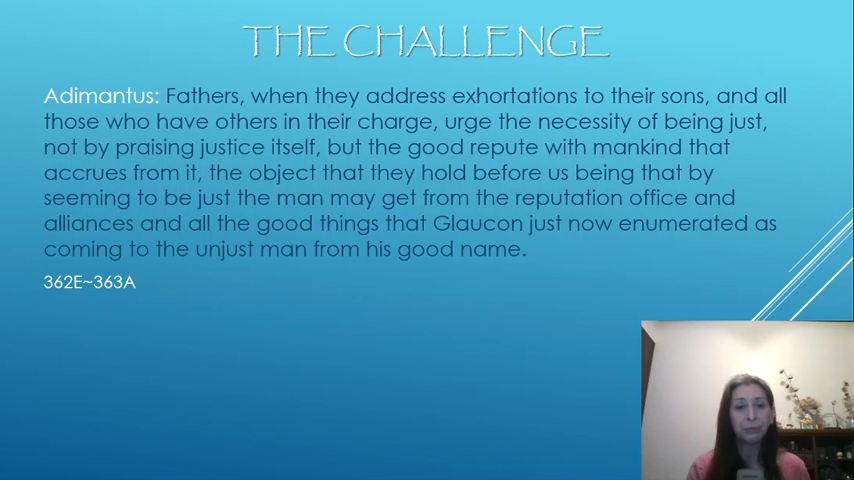 THE CHALLENGE
Adimantus: Fathers, when they address exhortations to their sons, and all
those who have others in their charge, urge the necessity of being just,
not by praising justice itself, but the good repute with mankind that
accrues from it, the object that they hold before us being that by
seeming to be just the man may get from the reputation office and
alliances and all the good things that Glaucon just now enumerated as
coming to the unjust man from his good name.
362E~363A